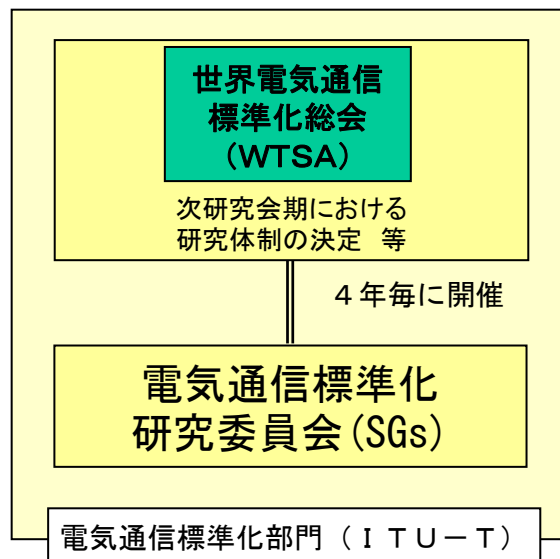 世界電気通信
標準化総会
（ＷＴＳＡ）
次研究会期における
研究体制の決定 等
４年毎に開催
電気通信標準化
研究委員会(SGs)
電気通信標準化部門（ＩＴＵ－Ｔ）